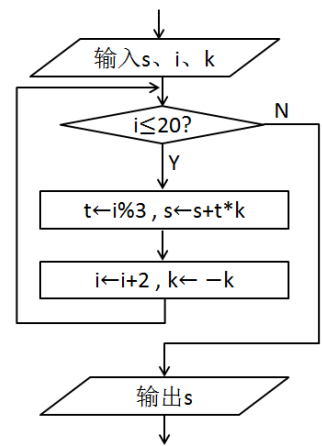 输入s、i、k
i≤20?
N
Y
t←i%3 , s←s+t*k
i←i+2 , k← −k
输出s